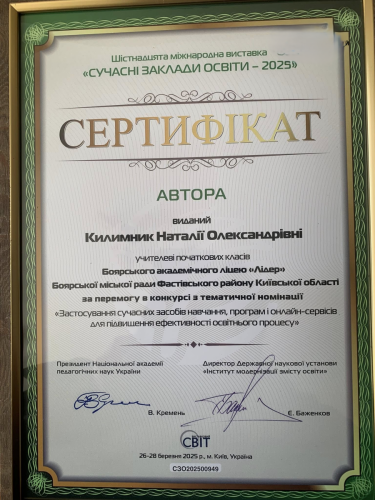 Шістнадцята міжнародна виставка
«СУЧАСНІ ЗАКЛАДИ ОСВІТИ – 2025»
СЕРТИФІКАТ
АВТОРА
виданий
Килимник Наталії Олександрівні
учителеві початкових класів
Боярського академічного ліцею «Лідер»
Боярської міської ради Фастівського району Київської області
за перемогу в конкурсі з тематичної номінації
«Застосування сучасних засобів навчання, програм і онлайн-сервісів
для підвищення ефективності освітнього процесу»
Президент Національної академії
педагогічних наук України
В. Кремень
Директор Державної наукової установи
«Інститут модернізації змісту освіти»
Є. Баженков
СВІТ
26-28 березня 2025 р., м. Київ, Україна
СЗО202500949